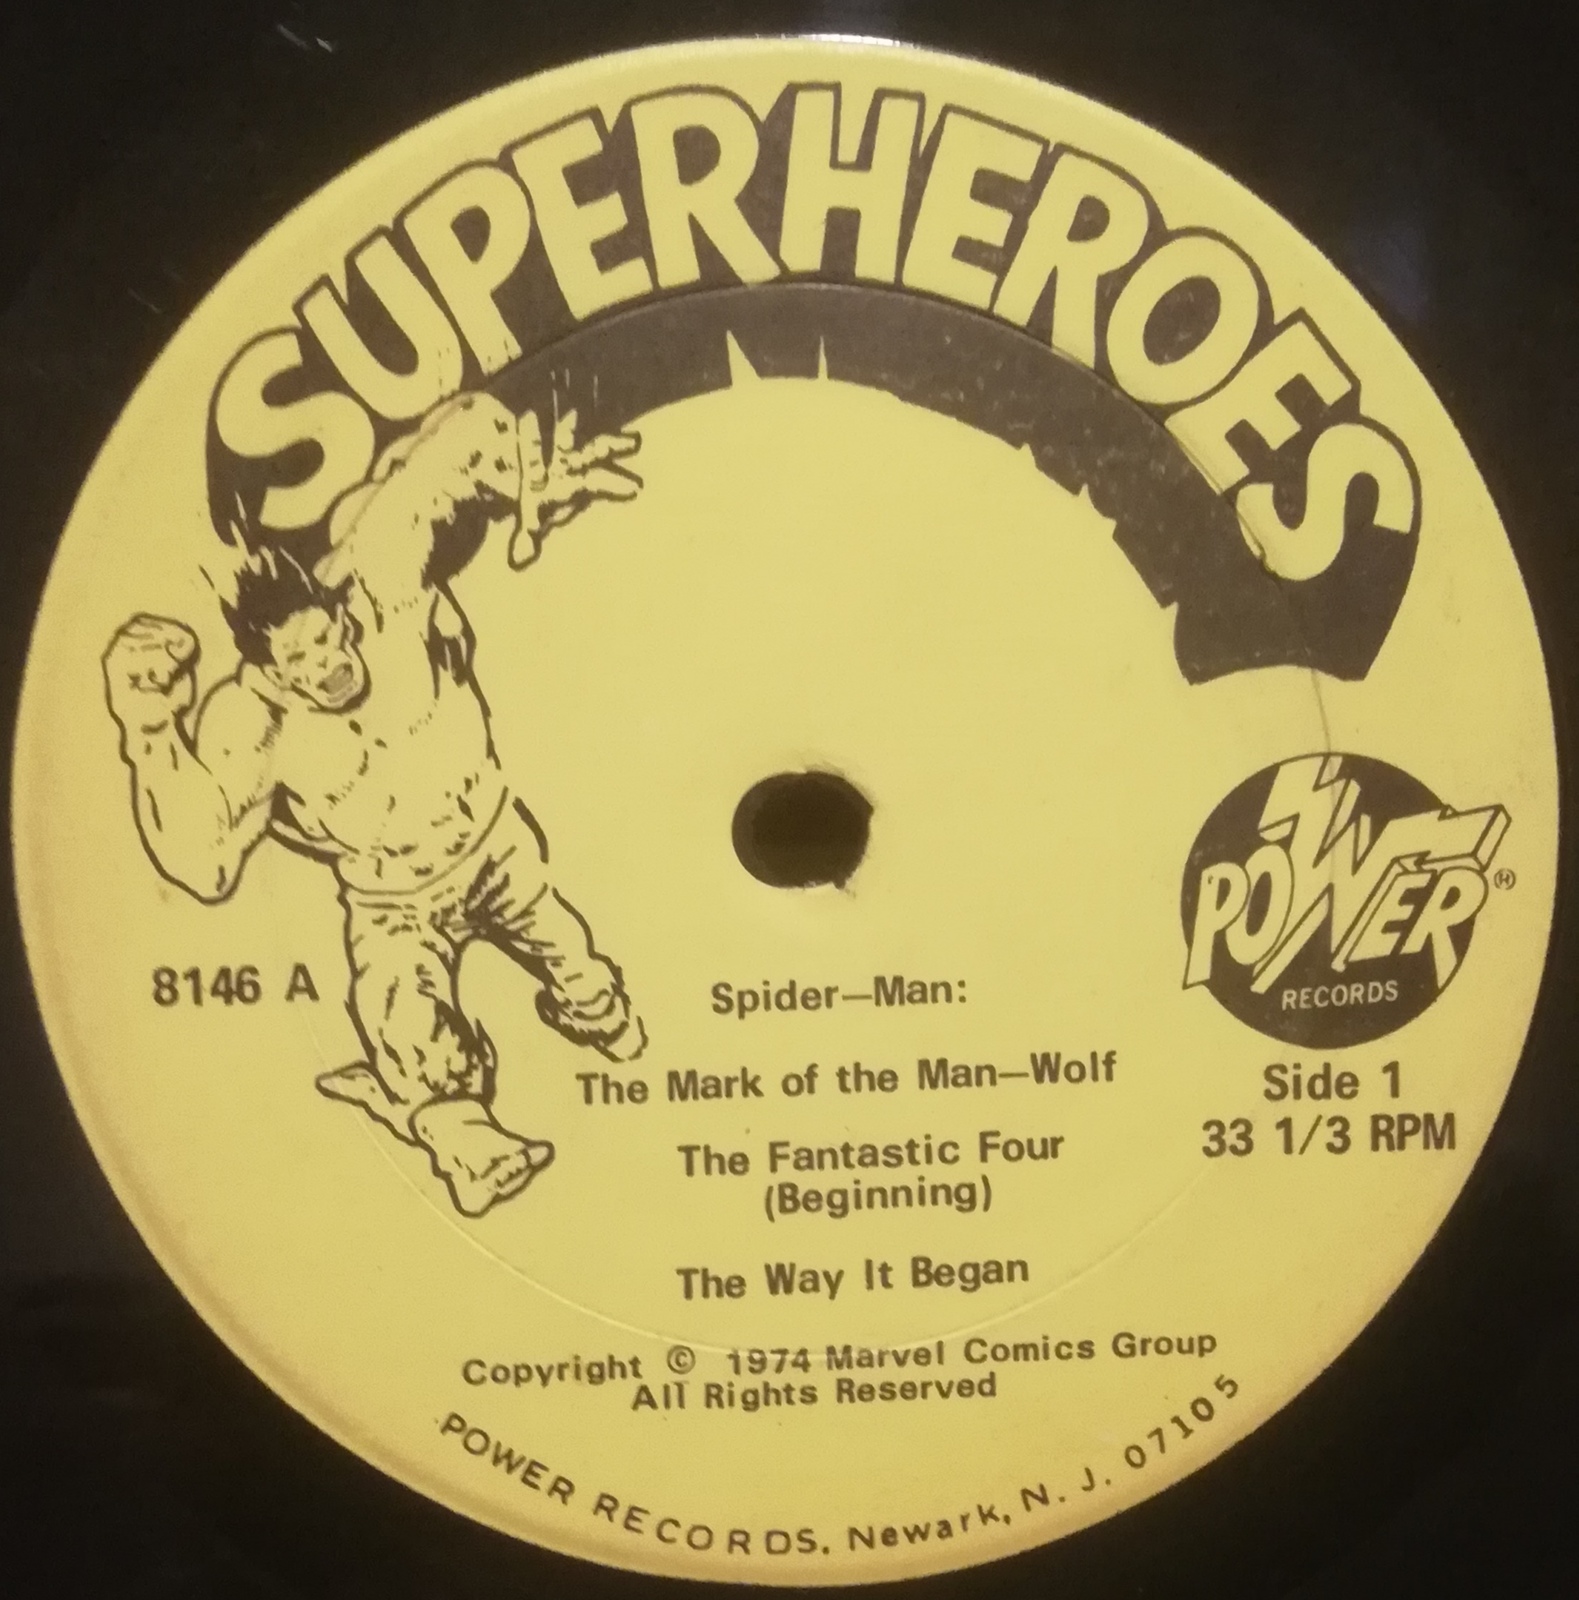 SUPERHEROES
POWER
RECORDS
8146 A
Side 1
33 1/3 RPM
Spider—Man:
The Mark of the Man—Wolf
The Fantastic Four
(Beginning)
The Way It Began
Copyright © 1974 Marvel Comics Group
All Rights Reserved
POWER RECORDS. Newark, N. J. 07105